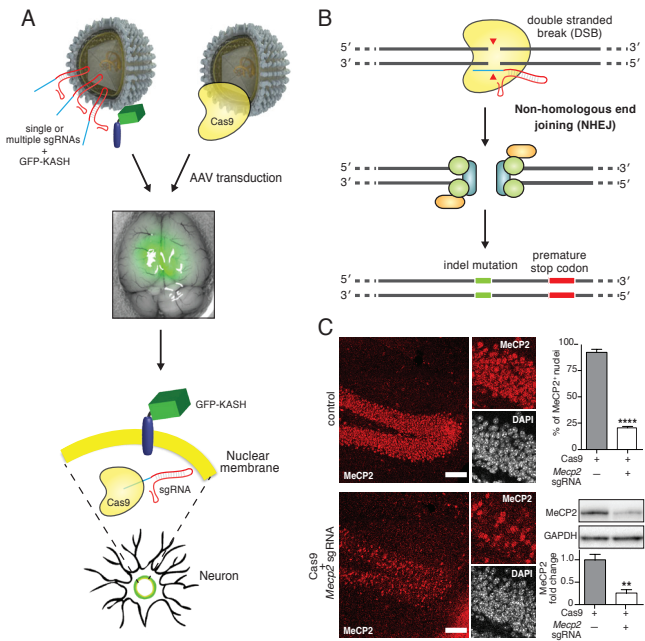 A
single or
multiple sgRNAs
+
GFP-KASH
Cas9
AAV transduction
GFP-KASH
Nuclear
membrane
Cas9
sgRNA
Neuron
B
double stranded
break (DSB)
5′
3′
3′
5′
Non-homologous end
joining (NHEJ)
5′
3′
3′
5′
indel mutation
premature
stop codon
5′
3′
3′
5′
C
control
MeCP2
MeCP2
DAPI
% of MeCP2+ nuclei
100
75
50
25
0
****
Cas9 + +
Mecp2 — +
sgRNA
Cas9
+
Mecp2 sgRNA
MeCP2
MeCP2
DAPI
MeCP2
GAPDH
MeCP2
fold change
1.0
0.5
0.0
**
Cas9 + +
Mecp2 — +
sgRNA